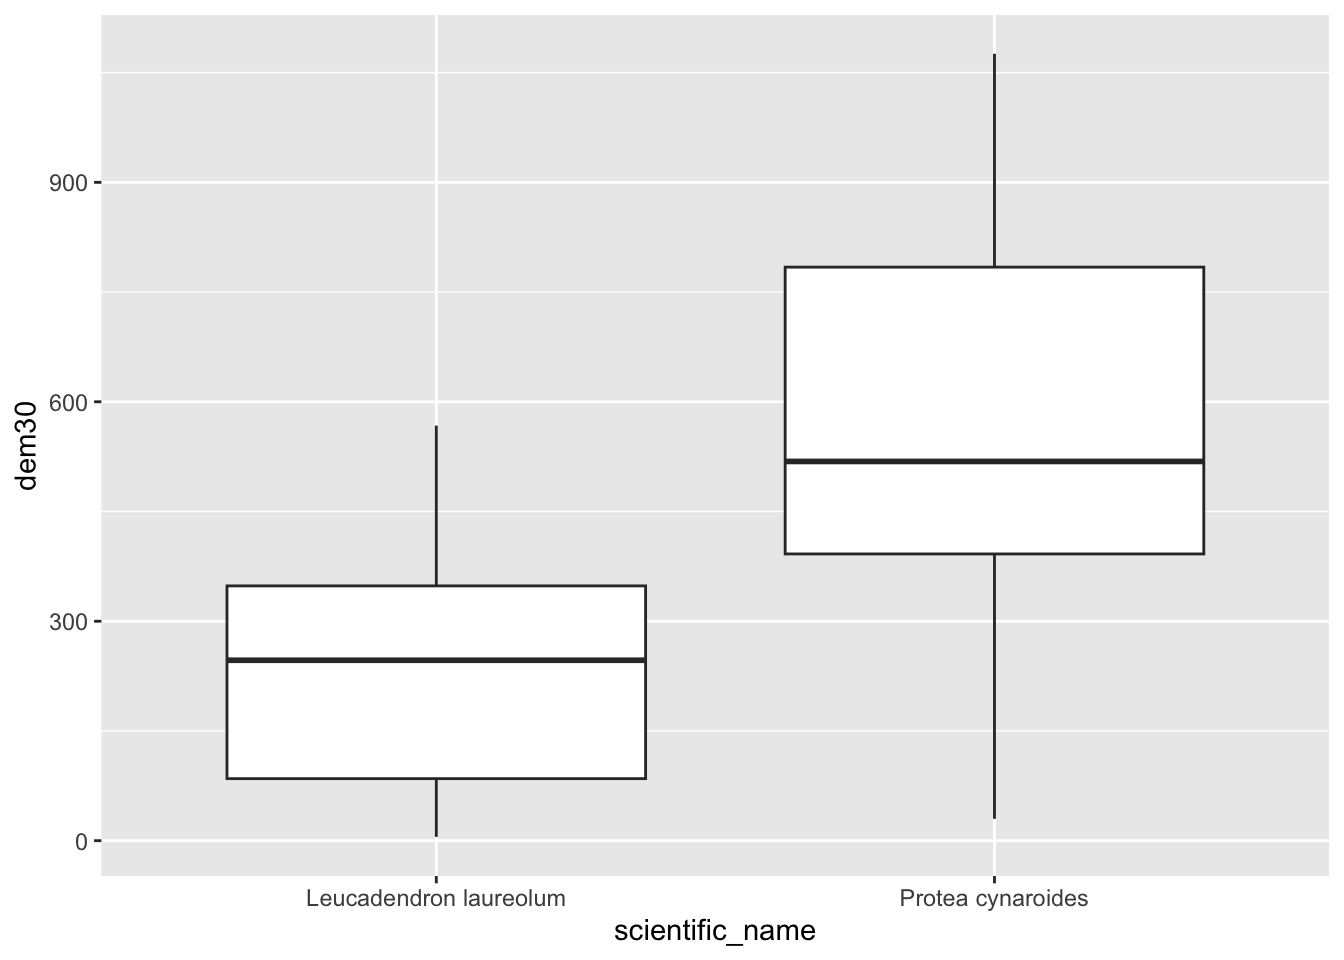 dem30
900
600
300
0
Leucadendron laureolum
Protea cynaroides
scientific_name